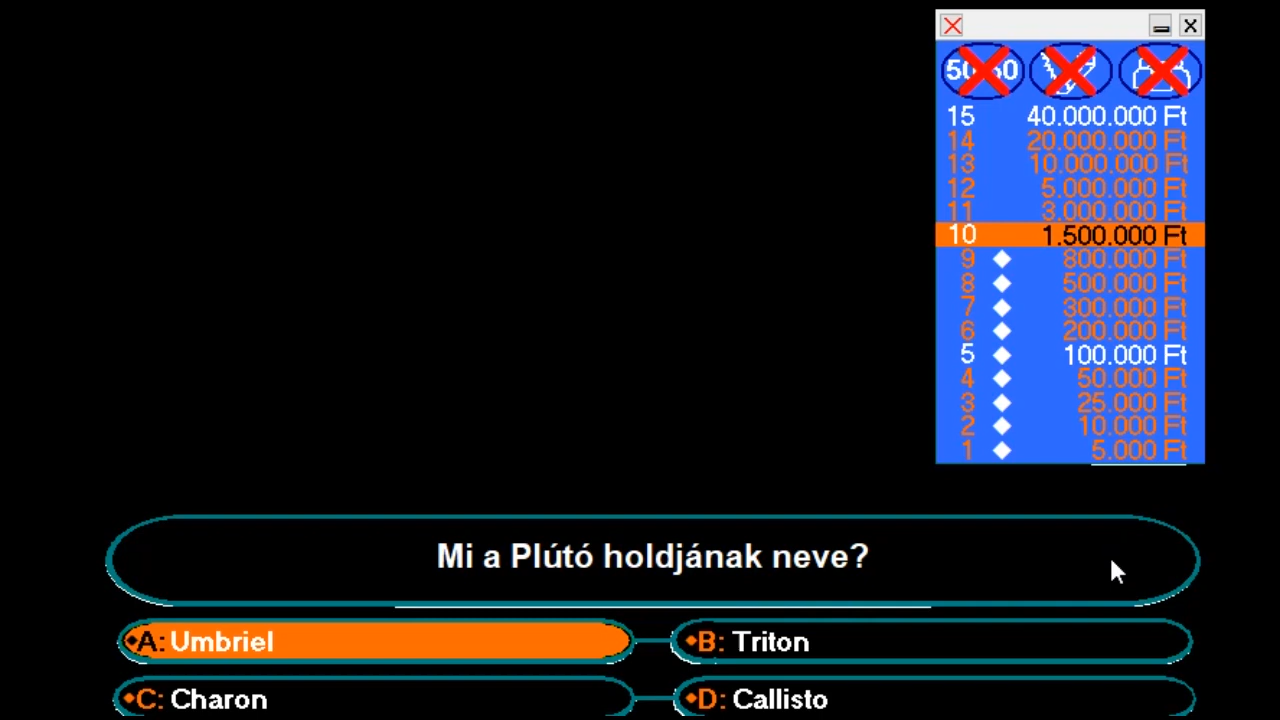 50:50
15 40.000.000 Ft
14 20.000.000 Ft
13 10.000.000 Ft
12 5.000.000 Ft
11 3.000.000 Ft
10 1.500.000 Ft
9 800.000 Ft
8 500.000 Ft
7 300.000 Ft
6 200.000 Ft
5 100.000 Ft
4 50.000 Ft
3 25.000 Ft
2 10.000 Ft
1 5.000 Ft
Mi a Plútó holdjának neve?
A: Umbriel B: Triton
C: Charon D: Callisto